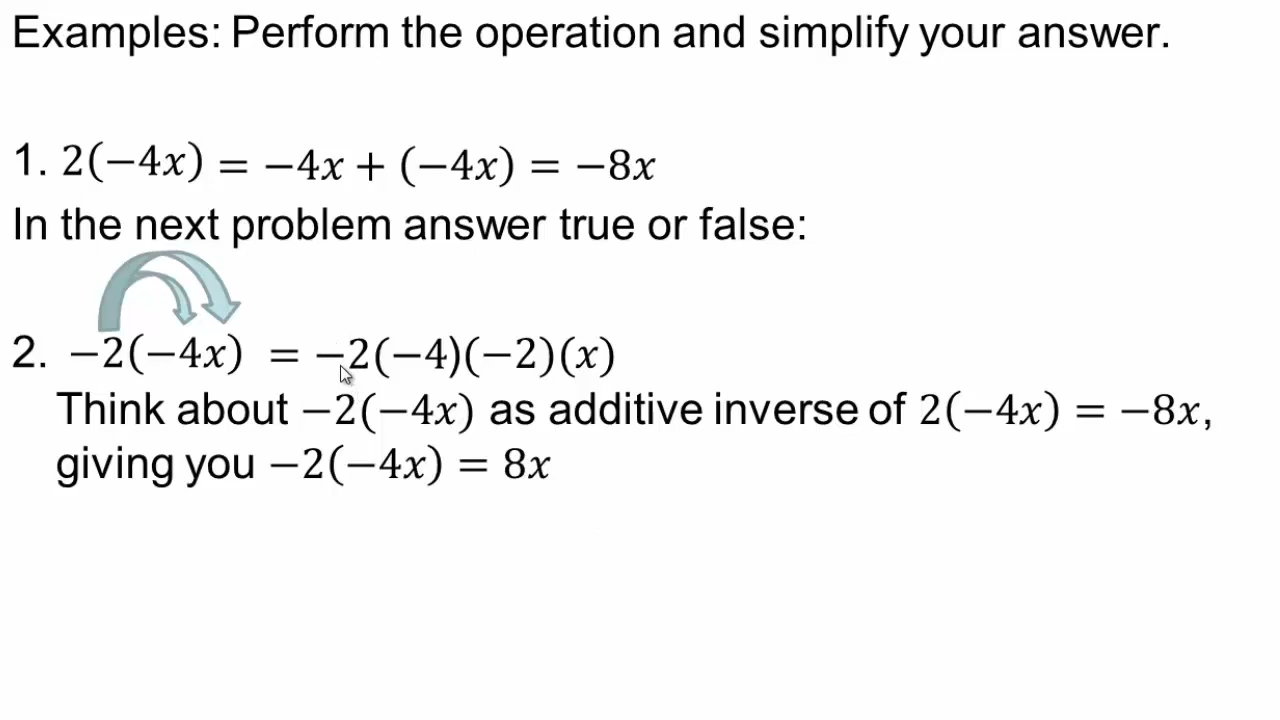 Examples: Perform the operation and simplify your answer.
1. 2(−4x) = −4x + (−4x) = −8x
In the next problem answer true or false:
2. −2(−4x) = −2(−4)(−2)(x)
Think about −2(−4x) as additive inverse of 2(−4x) = −8x,
giving you −2(−4x) = 8x